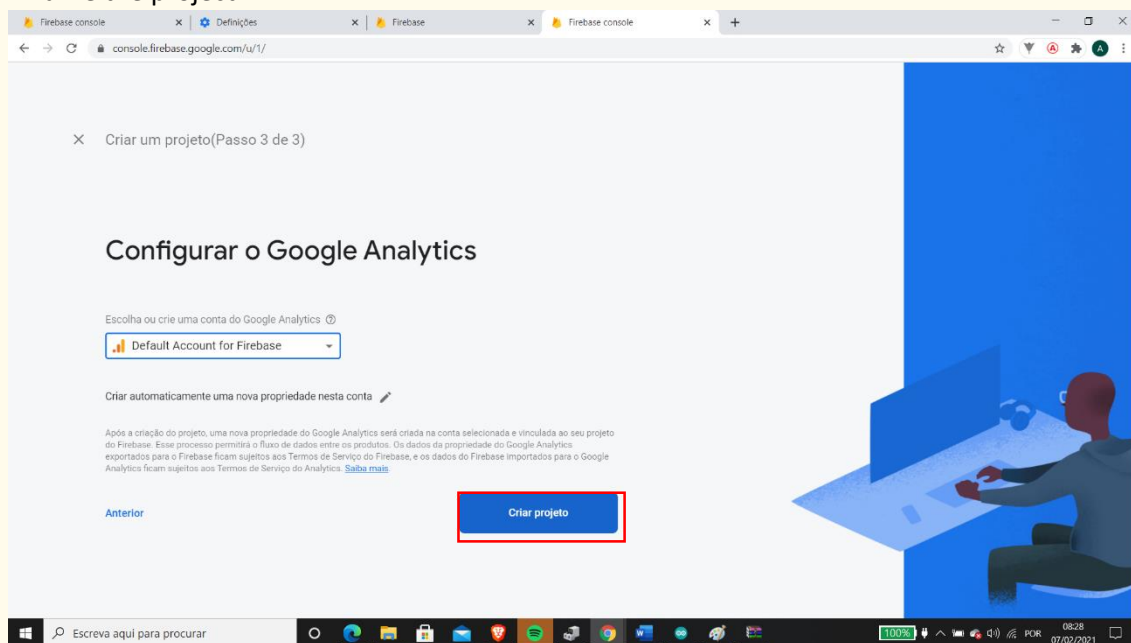 Firebase console
Definições
Firebase
Firebase console
console.firebase.google.com/u/1/
A
Criar um projeto(Passo 3 de 3)
Configurar o Google Analytics
Escolha ou crie uma conta do Google Analytics
Default Account for Firebase
Criar automaticamente uma nova propriedade nesta conta
Após a criação do projeto, uma nova propriedade do Google Analytics será criada na conta selecionada e vinculada ao seu projeto
do Firebase. Esse processo permitirá o fluxo de dados entre os produtos. Os dados da propriedade do Google Analytics
exportados para o Firebase ficam sujeitos aos Termos de Serviço do Firebase, e os dados do Firebase importados para o Google
Analytics ficam sujeitos aos Termos de Serviço do Analytics. Saiba mais.
Anterior
Criar projeto
Escreva aqui para procurar
100%
POR
08:28
07/02/2021